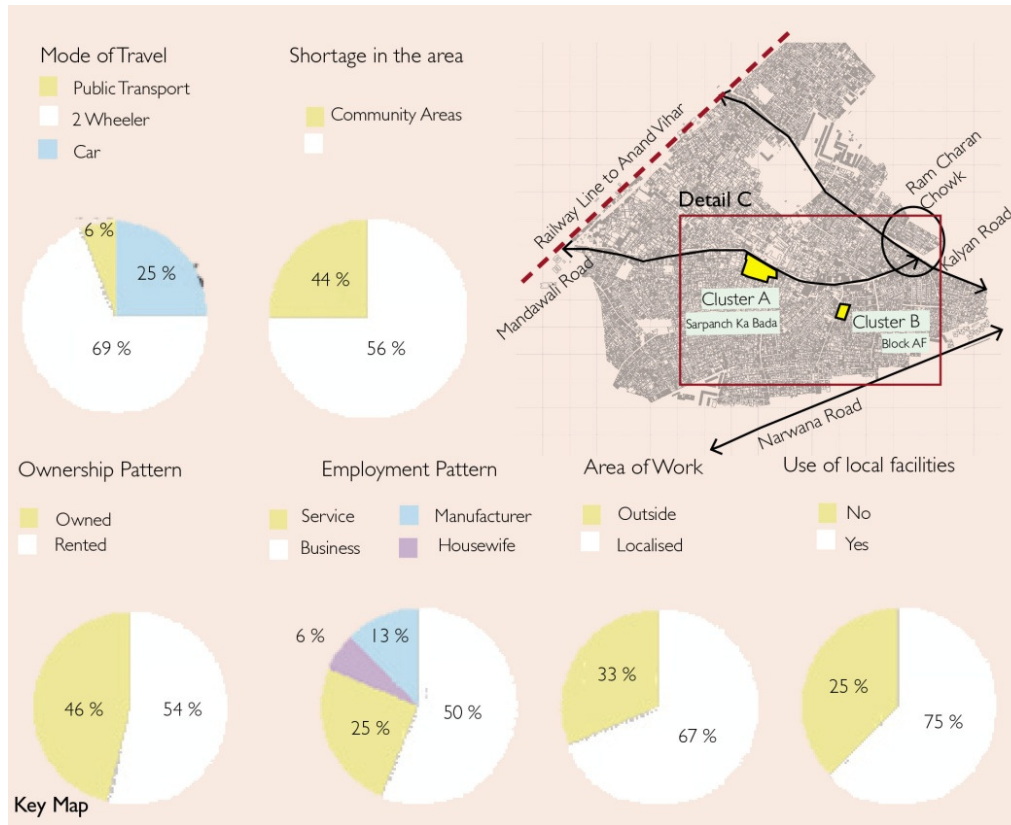 Mode of Travel
Public Transport
2 Wheeler
Car
6 %
25 %
69 %
Shortage in the area
Community Areas
44 %
56 %
Railway Line to Anand Vihar
Mandawali Road
Detail C
Ram Charan
Chowk
Kalyan Road
Cluster A
Sarpanch Ka Bada
Cluster B
Block AF
Narwana Road
Ownership Pattern
Owned
Rented
46 %
54 %
Employment Pattern
Service
Manufacturer
Business
Housewife
6 %
13 %
25 %
50 %
Area of Work
Outside
Localised
33 %
67 %
Use of local facilities
No
Yes
25 %
75 %
Key Map